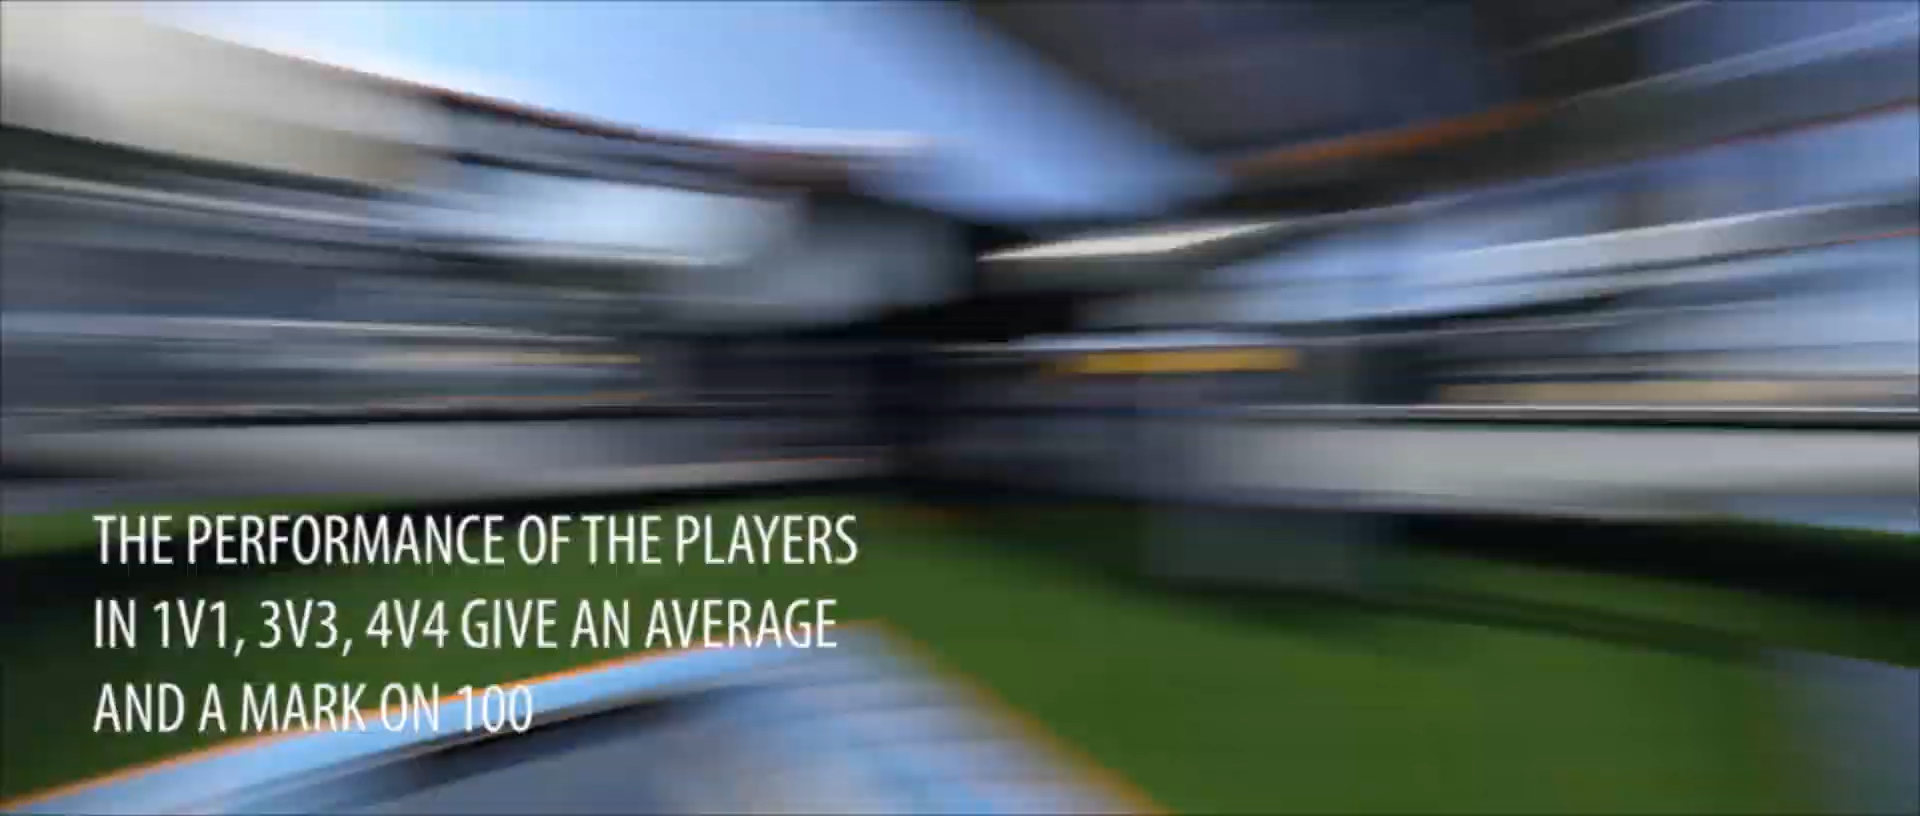 THE PERFORMANCE OF THE PLAYERS
IN 1V1, 3V3, 4V4 GIVE AN AVERAGE
AND A MARK ON 100